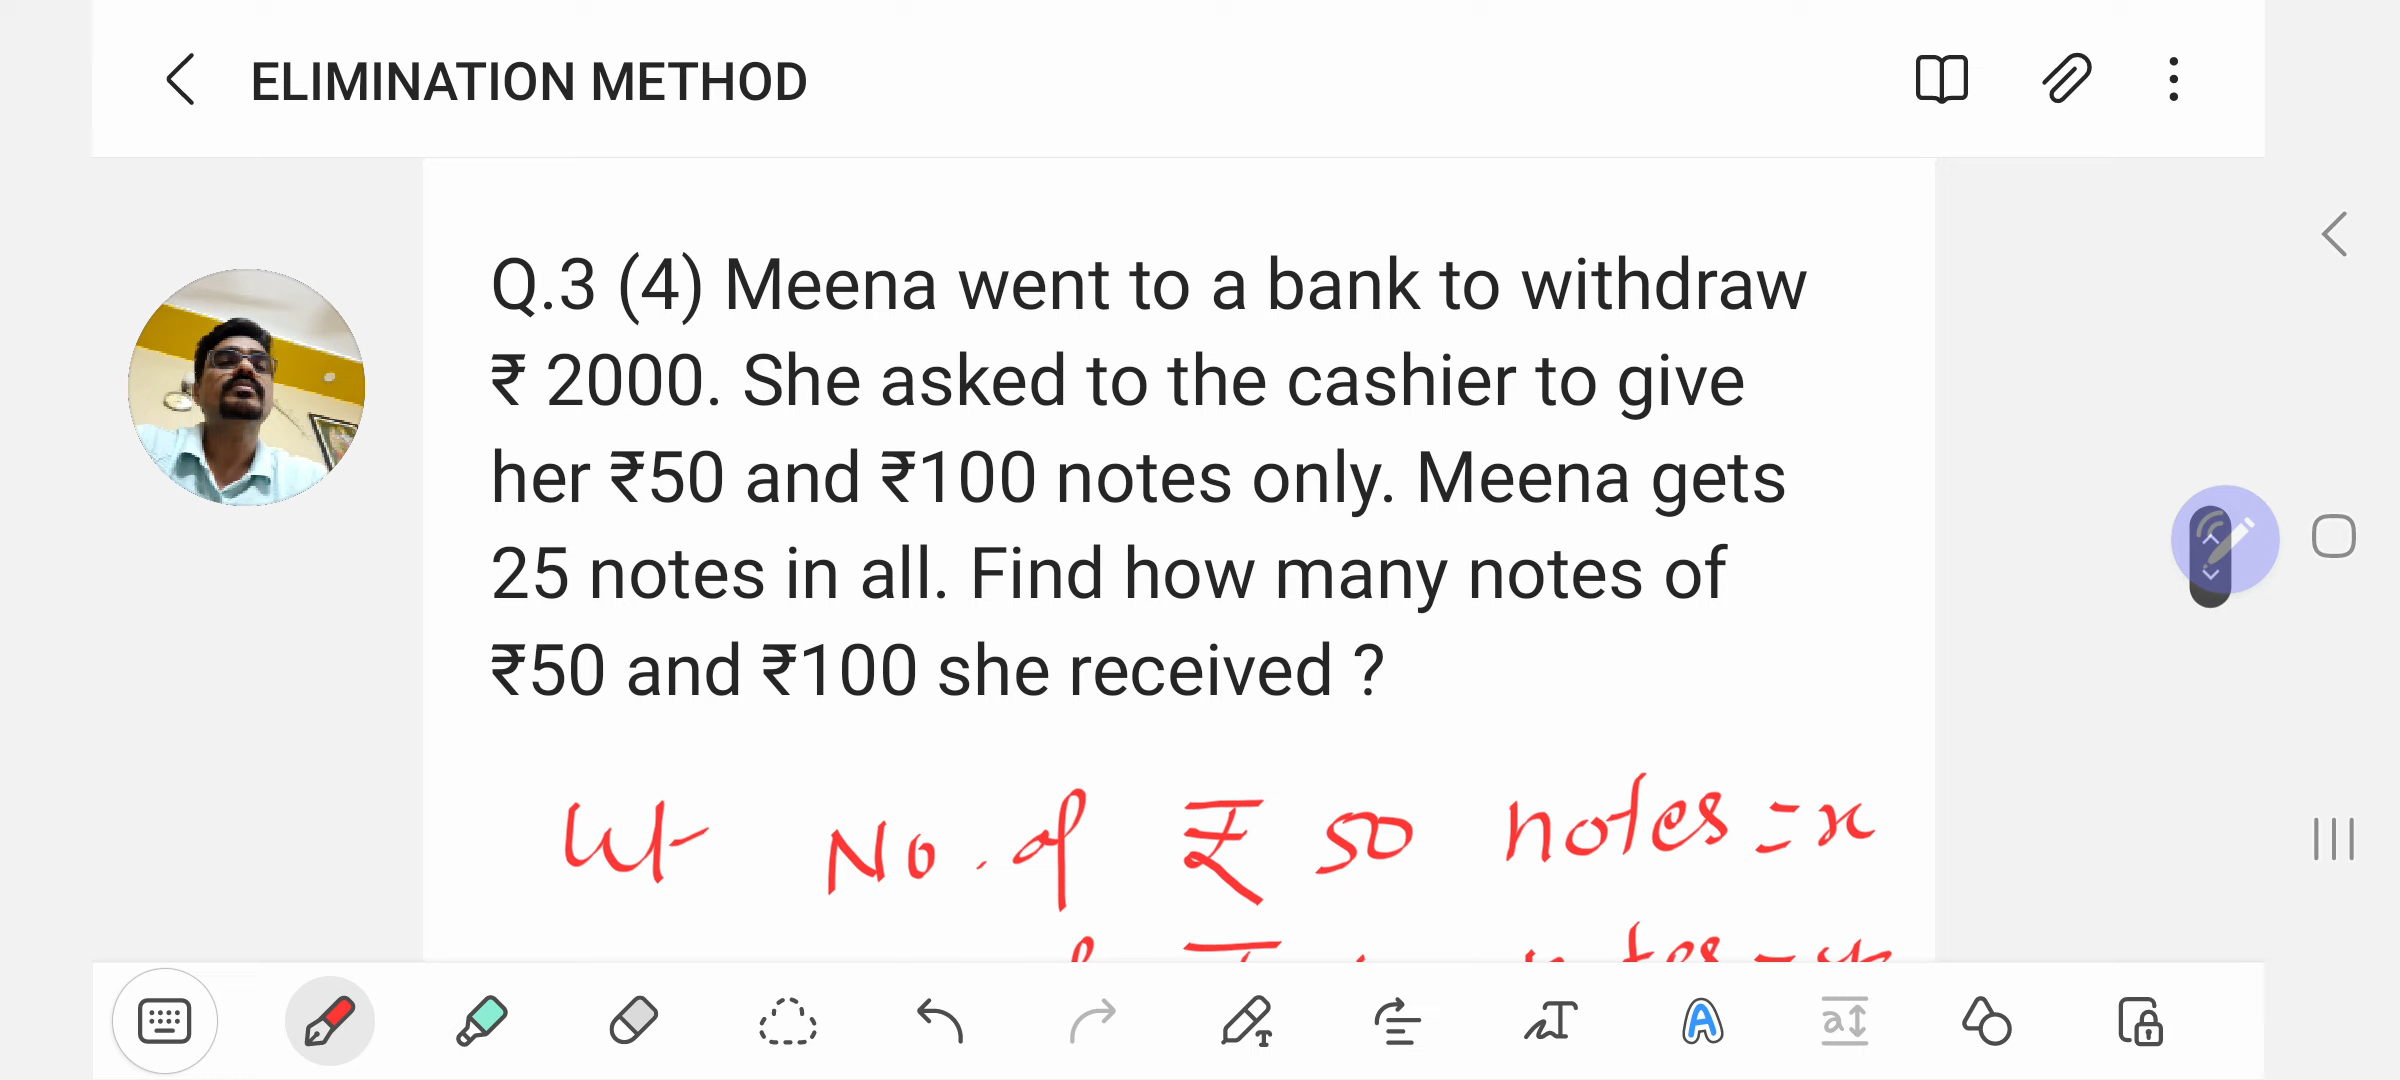 ELIMINATION METHOD
Q.3 (4) Meena went to a bank to withdraw
₹ 2000. She asked to the cashier to give
her ₹50 and ₹100 notes only. Meena gets
25 notes in all. Find how many notes of
₹50 and ₹100 she received ?
Let No. of ₹ 50 notes = x